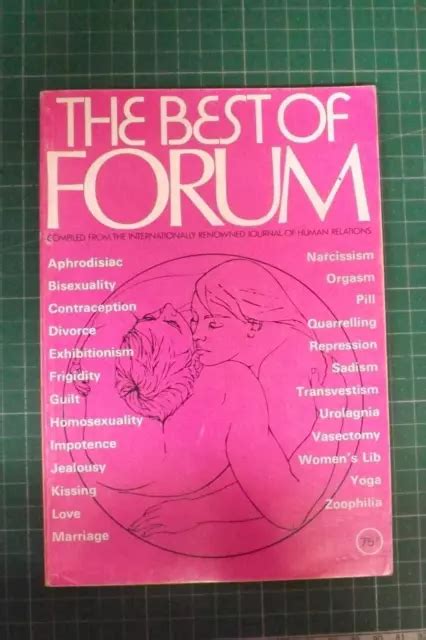 THE BEST OF
FORUM
COMPILED FROM THE INTERNATIONALLY RENOWNED JOURNAL OF HUMAN RELATIONS
Aphrodisiac
Bisexuality
Contraception
Divorce
Exhibitionism
Frigidity
Guilt
Homosexuality
Impotence
Jealousy
Kissing
Love
Marriage
Narcissism
Orgasm
Pill
Quarrelling
Repression
Sadism
Transvestism
Urolagnia
Vasectomy
Women's Lib
Yoga
Zoophilia